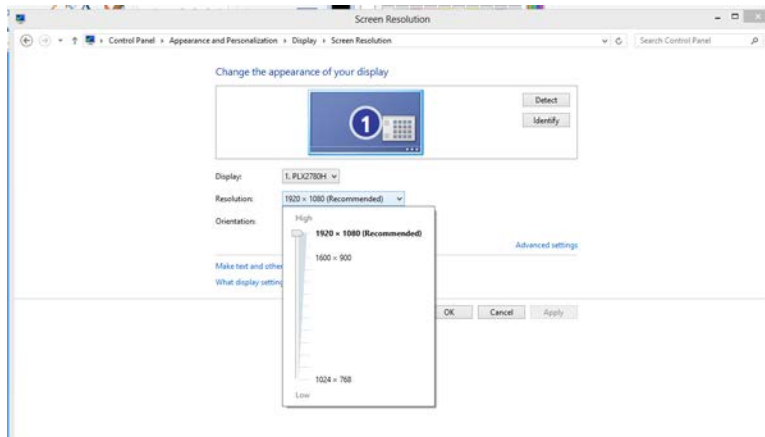 Screen Resolution
Control Panel › Appearance and Personalization › Display › Screen Resolution
Search Control Panel
Change the appearance of your display
1
Detect
Identify
Display:
1. PLX2780H
Resolution:
1920 × 1080 (Recommended)
Orientation:
High
1920 × 1080 (Recommended)
1600 × 900
1024 × 768
Low
Advanced settings
Make text and other
What display setting
OK
Cancel
Apply